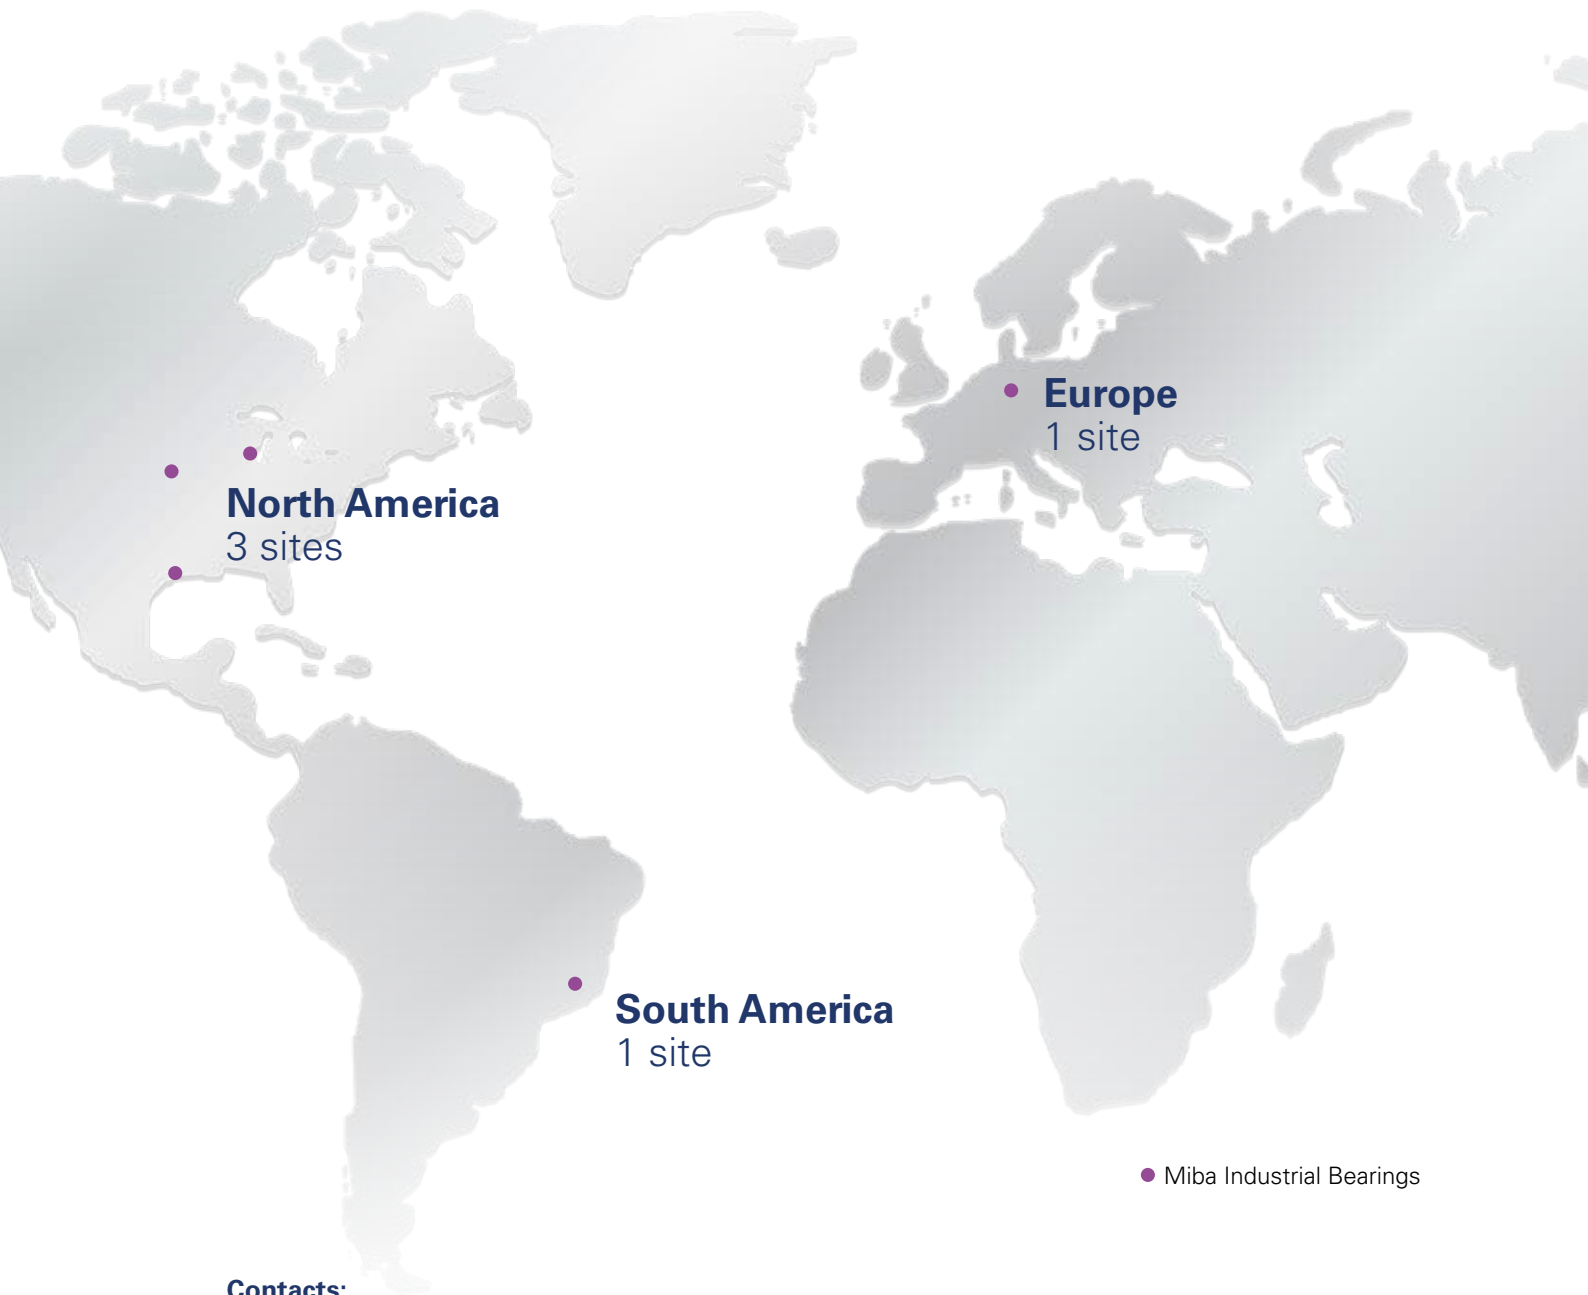 Europe
1 site
North America
3 sites
South America
1 site
Miba Industrial Bearings
Contacts: